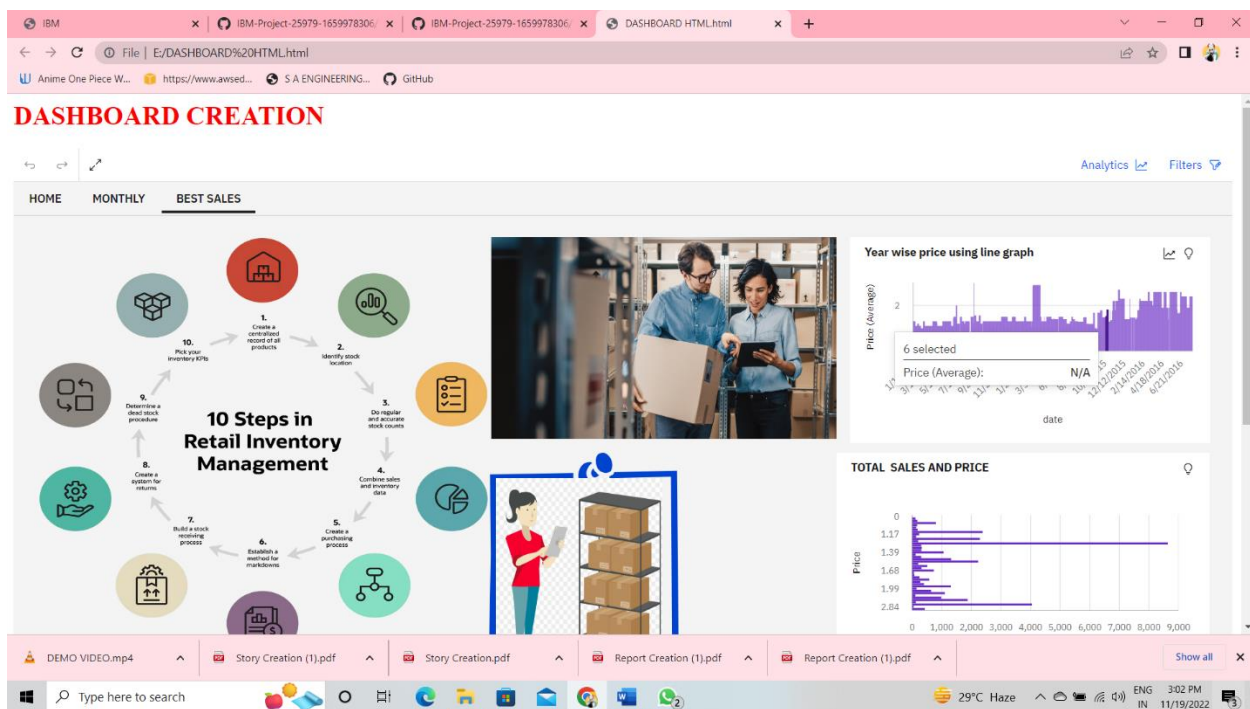 IBM
IBM-Project-25979-1659978306/
IBM-Project-25979-1659978306/
DASHBOARD HTML.html
File | E:/DASHBOARD%20HTML.html
Anime One Piece W...
https://www.awsed...
S A ENGINEERING...
GitHub
DASHBOARD CREATION
Analytics
Filters
HOME
MONTHLY
BEST SALES
10 Steps in
Retail Inventory
Management
1.
Create a
centralized
record of all
products
2.
Identify stock
location
3.
Do regular
and accurate
stock counts
4.
Combine sales
and inventory
data
5.
Create a
purchasing
process
6.
Establish a
method for
markdowns
7.
Build a stock
receiving
process
8.
Create a
system for
returns
9.
Determine a
dead stock
procedure
10.
Pick your
inventory KPIs
Year wise price using line graph
Price (Average)
2
6 selected
Price (Average): N/A
12/12/2015
2/14/2016
4/18/2016
6/21/2016
date
TOTAL SALES AND PRICE
Price
0
1.17
1.39
1.68
1.99
2.84
0 1,000 2,000 3,000 4,000 5,000 6,000 7,000 8,000 9,000
DEMO VIDEO.mp4
Story Creation (1).pdf
Story Creation.pdf
Report Creation (1).pdf
Report Creation (1).pdf
Show all
Type here to search
2
29°C Haze
ENG
IN
3:02 PM
11/19/2022
3